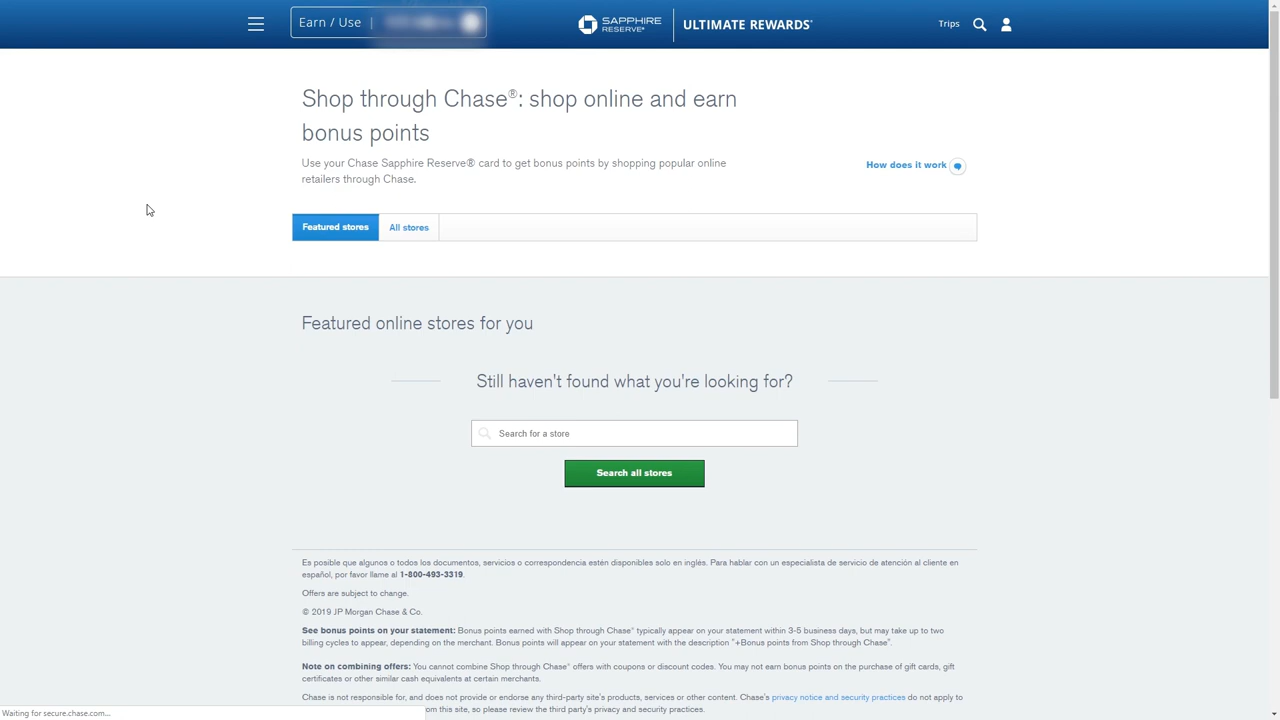 Earn / Use |
SAPPHIRE
RESERVE®
ULTIMATE REWARDS®
Trips
Shop through Chase®: shop online and earn
bonus points
Use your Chase Sapphire Reserve® card to get bonus points by shopping popular online
retailers through Chase.
How does it work
Featured stores
All stores
Featured online stores for you
Still haven't found what you're looking for?
Search for a store
Search all stores
Es posible que algunos o todos los documentos, servicios o correspondencia estén disponibles solo en inglés. Para hablar con un especialista de servicio de atención al cliente en
español, por favor llame al 1-800-493-3319.
Offers are subject to change.
© 2019 JP Morgan Chase & Co.
See bonus points on your statement: Bonus points earned with Shop through Chase® typically appear on your statement within 3-5 business days, but may take up to two
billing cycles to appear, depending on the merchant. Bonus points will appear on your statement with the description "+Bonus points from Shop through Chase".
Note on combining offers: You cannot combine Shop through Chase® offers with coupons or discount codes. You may not earn bonus points on the purchase of gift cards, gift
certificates or other similar cash equivalents at certain merchants.
Chase is not responsible for, and does not provide or endorse any third-party site's products, services or other content. Chase's privacy notice and security practices do not apply to
from this site, so please review the third party's privacy and security practices.
Waiting for secure.chase.com...